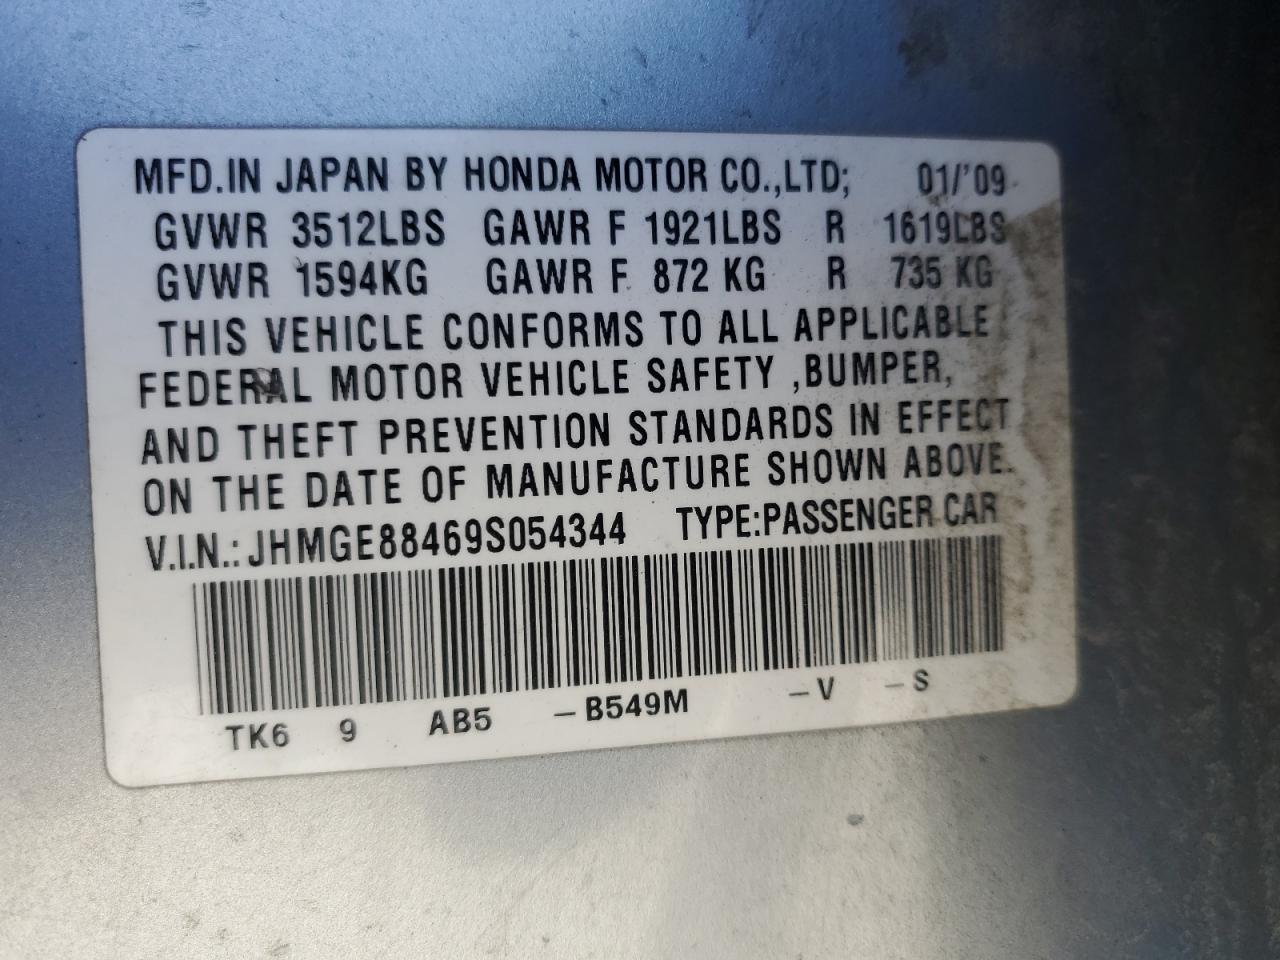 MFD.IN JAPAN BY HONDA MOTOR CO.,LTD; 01/'09
GVWR 3512LBS GAWR F 1921LBS R 1619LBS
GVWR 1594KG GAWR F 872 KG R 735 KG
THIS VEHICLE CONFORMS TO ALL APPLICABLE
FEDERAL MOTOR VEHICLE SAFETY ,BUMPER,
AND THEFT PREVENTION STANDARDS IN EFFECT
ON THE DATE OF MANUFACTURE SHOWN ABOVE.
V.I.N.: JHMGE88469S054344 TYPE:PASSENGER CAR
TK6 9 AB5 –B549M –V –S